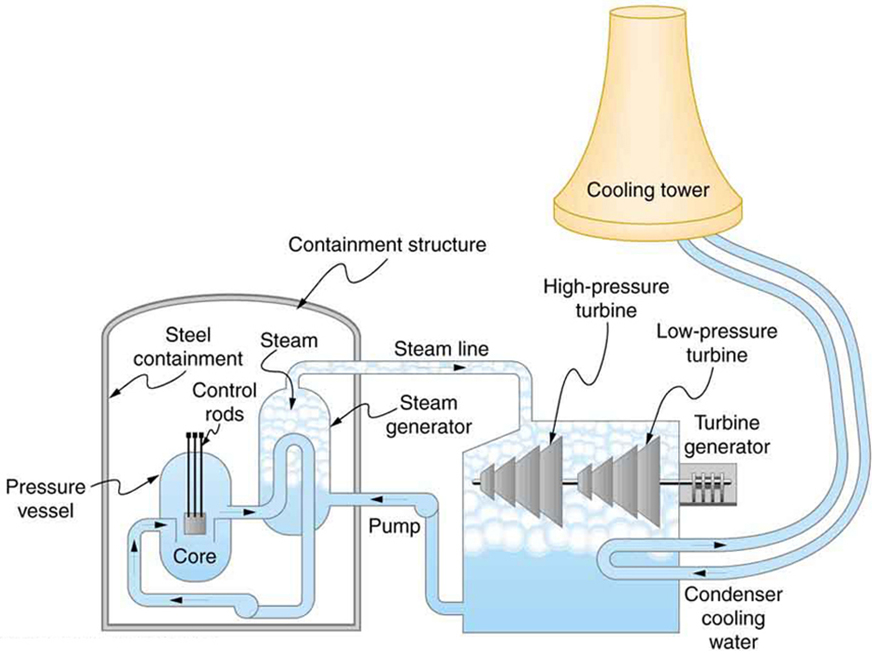 Cooling tower
Containment structure
High-pressure
turbine
Low-pressure
turbine
Steel
containment
Steam
Steam line
Control
rods
Steam
generator
Turbine
generator
Pressure
vessel
Pump
Core
Condenser
cooling
water